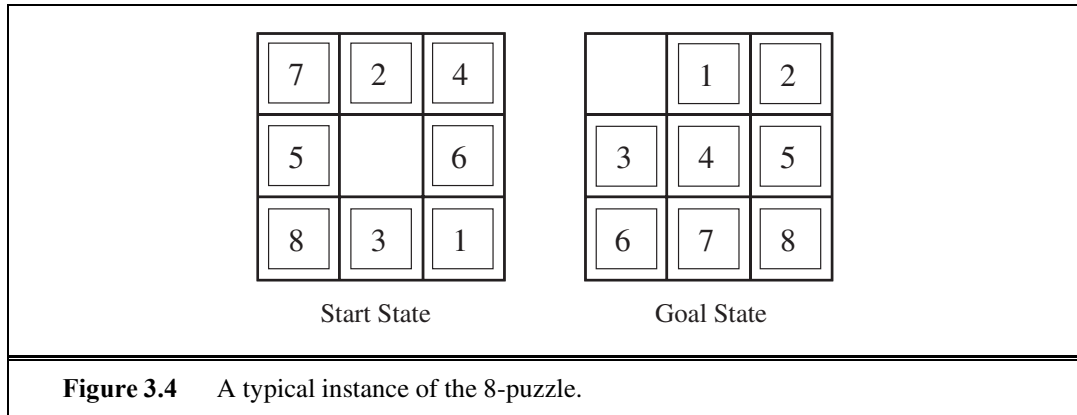 7 2 4 1 2
5 6 3 4 5
8 3 1 6 7 8
Start State Goal State
Figure 3.4 A typical instance of the 8-puzzle.